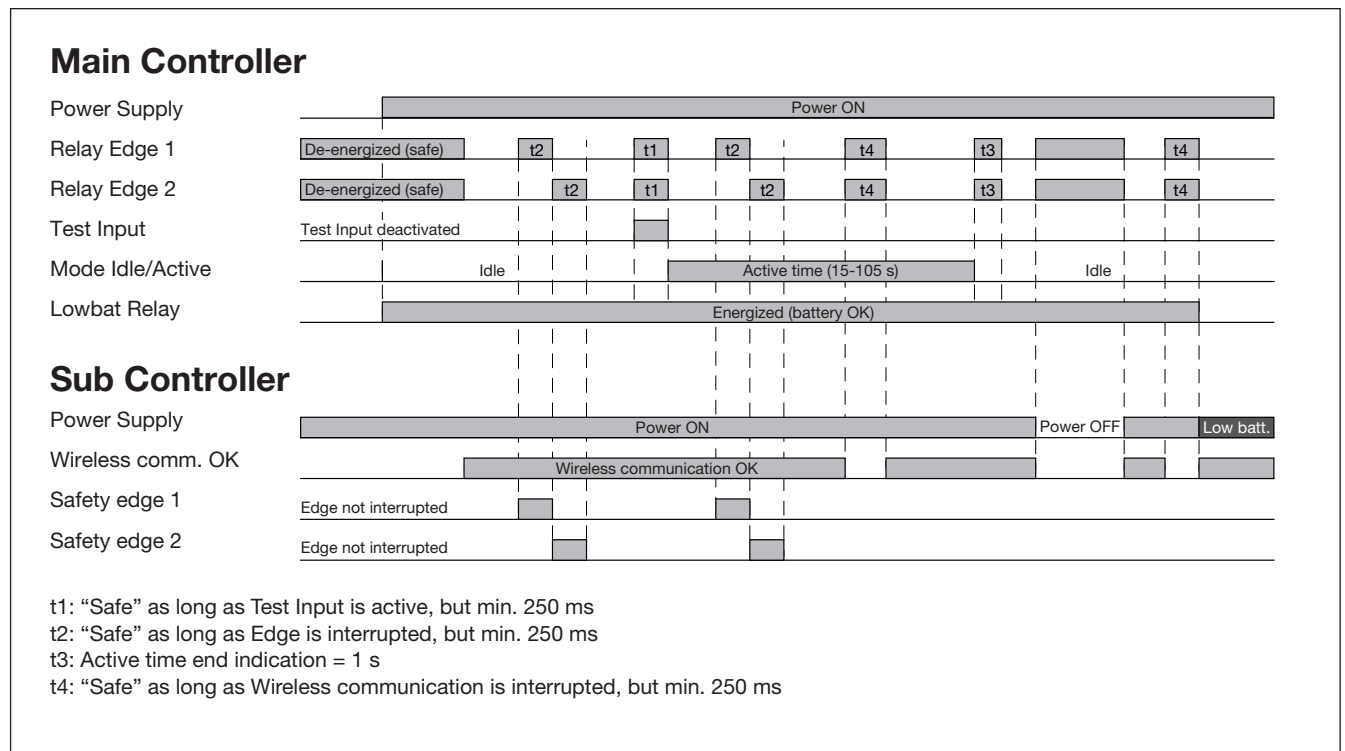 Main Controller
Power Supply Power ON
Relay Edge 1 De-energized (safe) t2 t1 t2 t4 t3 t4
Relay Edge 2 De-energized (safe) t2 t1 t2 t4 t3 t4
Test Input Test Input deactivated
Mode Idle/Active Idle Active time (15-105 s) Idle
Lowbat Relay Energized (battery OK)
Sub Controller
Power Supply Power ON Power OFF Low batt.
Wireless comm. OK Wireless communication OK
Safety edge 1 Edge not interrupted
Safety edge 2 Edge not interrupted
t1: “Safe” as long as Test Input is active, but min. 250 ms
t2: “Safe” as long as Edge is interrupted, but min. 250 ms
t3: Active time end indication = 1 s
t4: “Safe” as long as Wireless communication is interrupted, but min. 250 ms